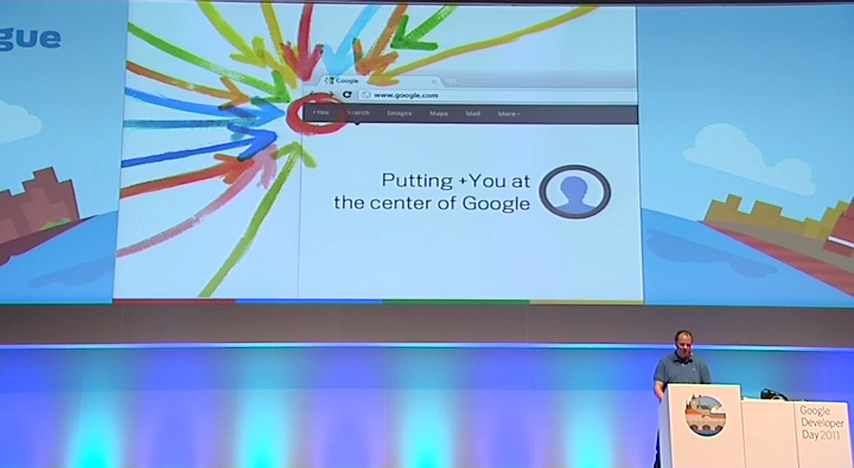 gue
Google
www.google.com
+You Search Images Maps Mail More
Putting +You at
the center of Google
Google
Developer
Day 2011